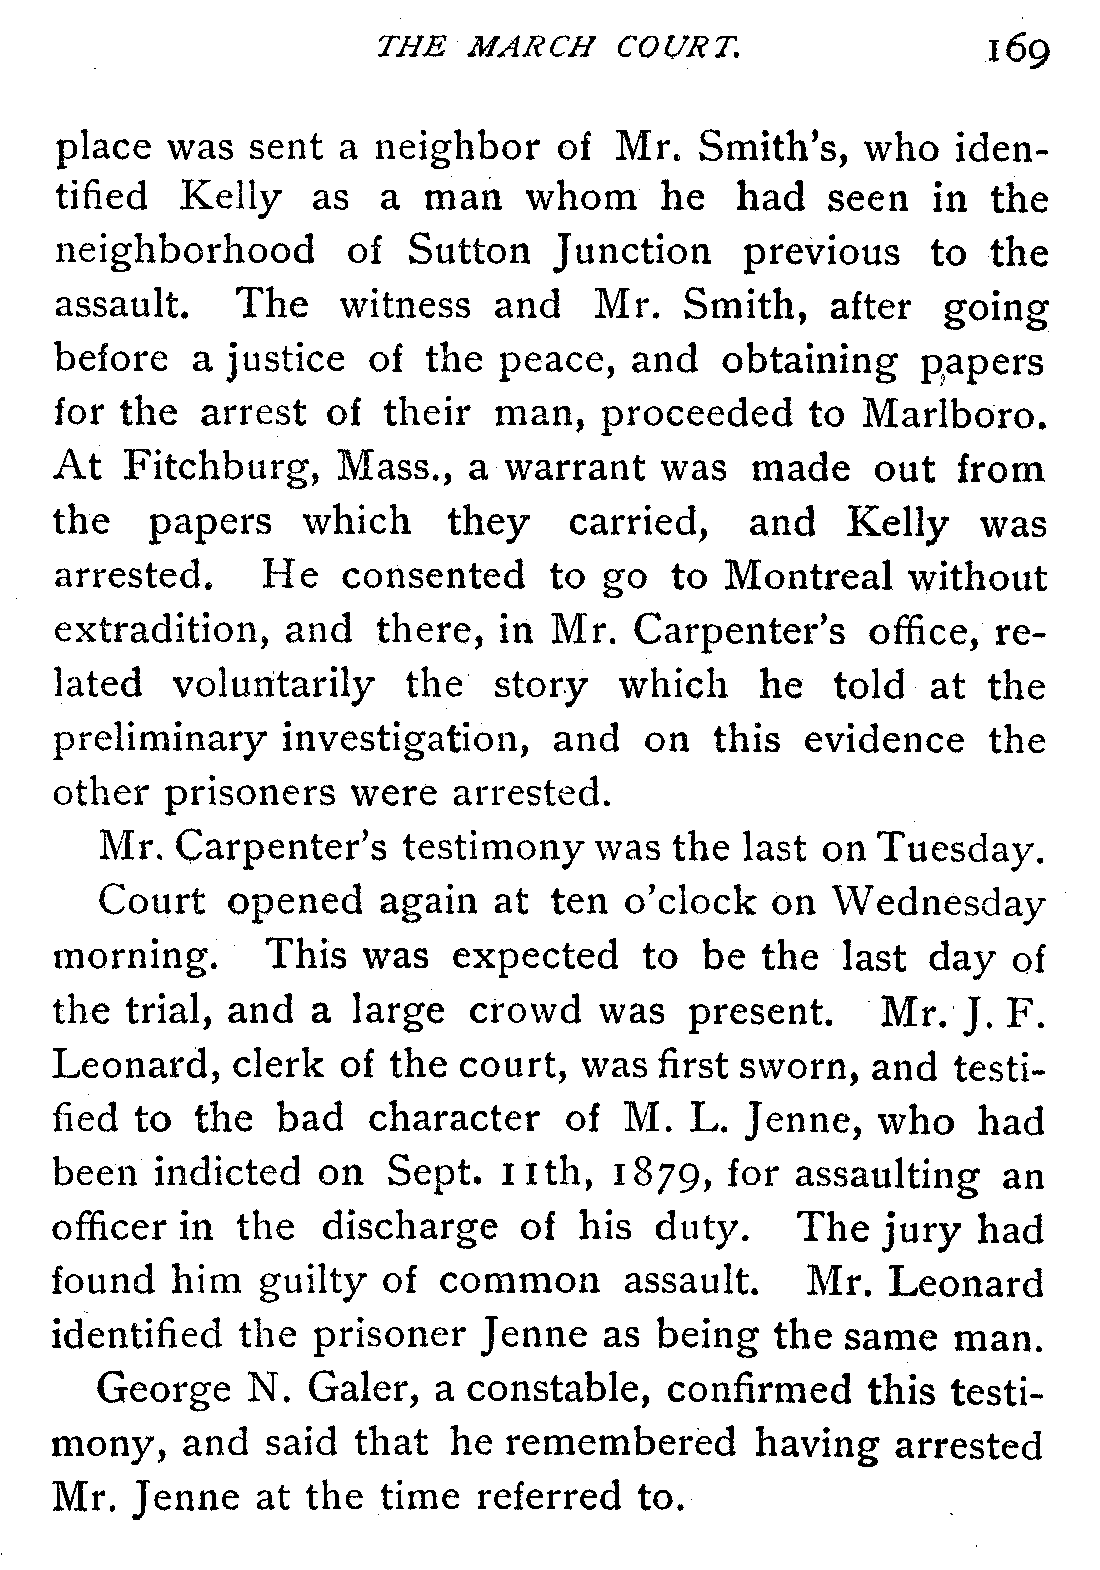 THE MARCH COURT. 169
place was sent a neighbor of Mr. Smith's, who iden-
tified Kelly as a man whom he had seen in the
neighborhood of Sutton Junction previous to the
assault. The witness and Mr. Smith, after going
before a justice of the peace, and obtaining papers
for the arrest of their man, proceeded to Marlboro.
At Fitchburg, Mass., a warrant was made out from
the papers which they carried, and Kelly was
arrested. He consented to go to Montreal without
extradition, and there, in Mr. Carpenter's office, re-
lated voluntarily the story which he told at the
preliminary investigation, and on this evidence the
other prisoners were arrested.
Mr. Carpenter's testimony was the last on Tuesday.
Court opened again at ten o'clock on Wednesday
morning. This was expected to be the last day of
the trial, and a large crowd was present. Mr. J. F.
Leonard, clerk of the court, was first sworn, and testi-
fied to the bad character of M. L. Jenne, who had
been indicted on Sept. 11th, 1879, for assaulting an
officer in the discharge of his duty. The jury had
found him guilty of common assault. Mr. Leonard
identified the prisoner Jenne as being the same man.
George N. Galer, a constable, confirmed this testi-
mony, and said that he remembered having arrested
Mr. Jenne at the time referred to.